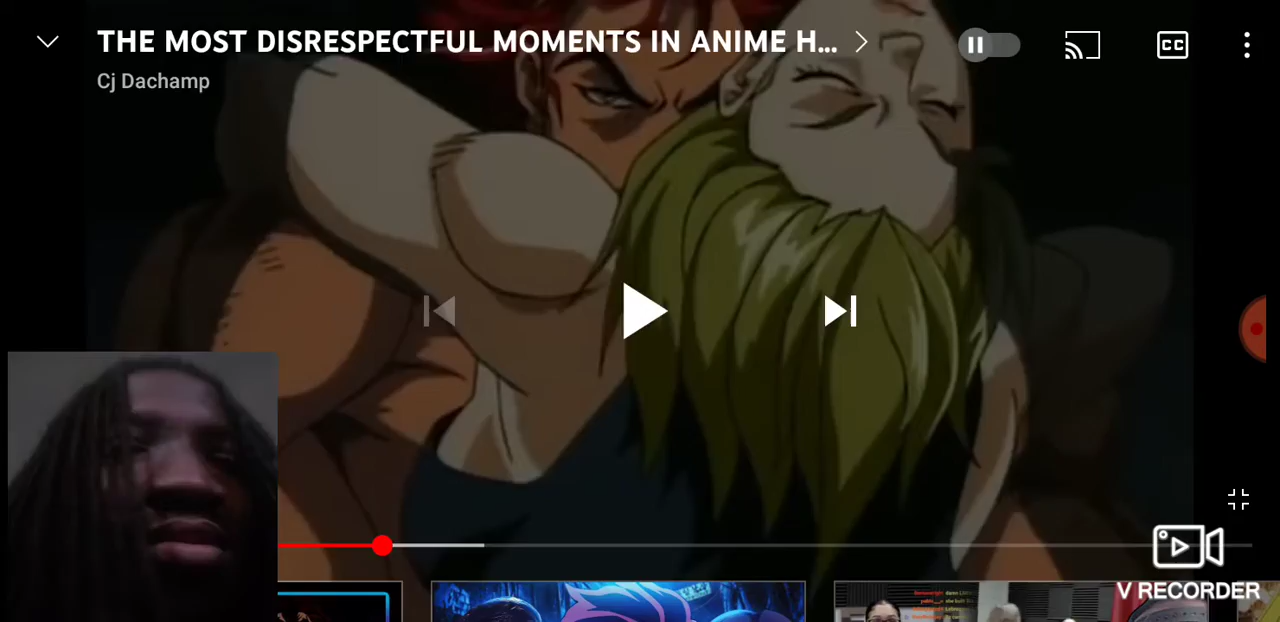 THE MOST DISRESPECTFUL MOMENTS IN ANIME H...
Cj Dachamp
CC
V RECORDER